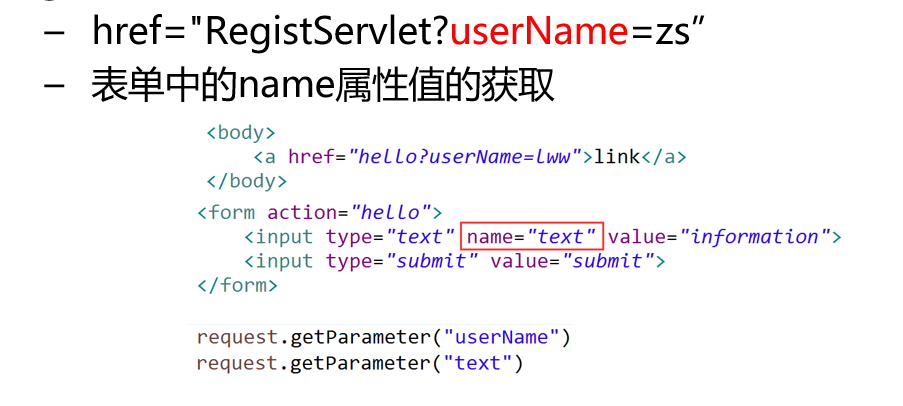 – href="RegistServlet?userName=zs”
– 表单中的name属性值的获取
<body>
<a href="hello?userName=lww">link</a>
</body>
<form action="hello">
<input type="text" name="text" value="information">
<input type="submit" value="submit">
</form>
request.getParameter("userName")
request.getParameter("text")